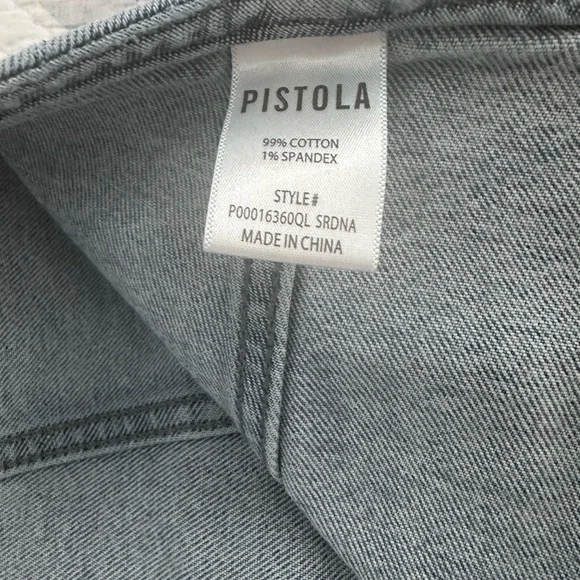 PISTOLA
99% COTTON
1% SPANDEX
STYLE#
P00016360QL SRDNA
MADE IN CHINA